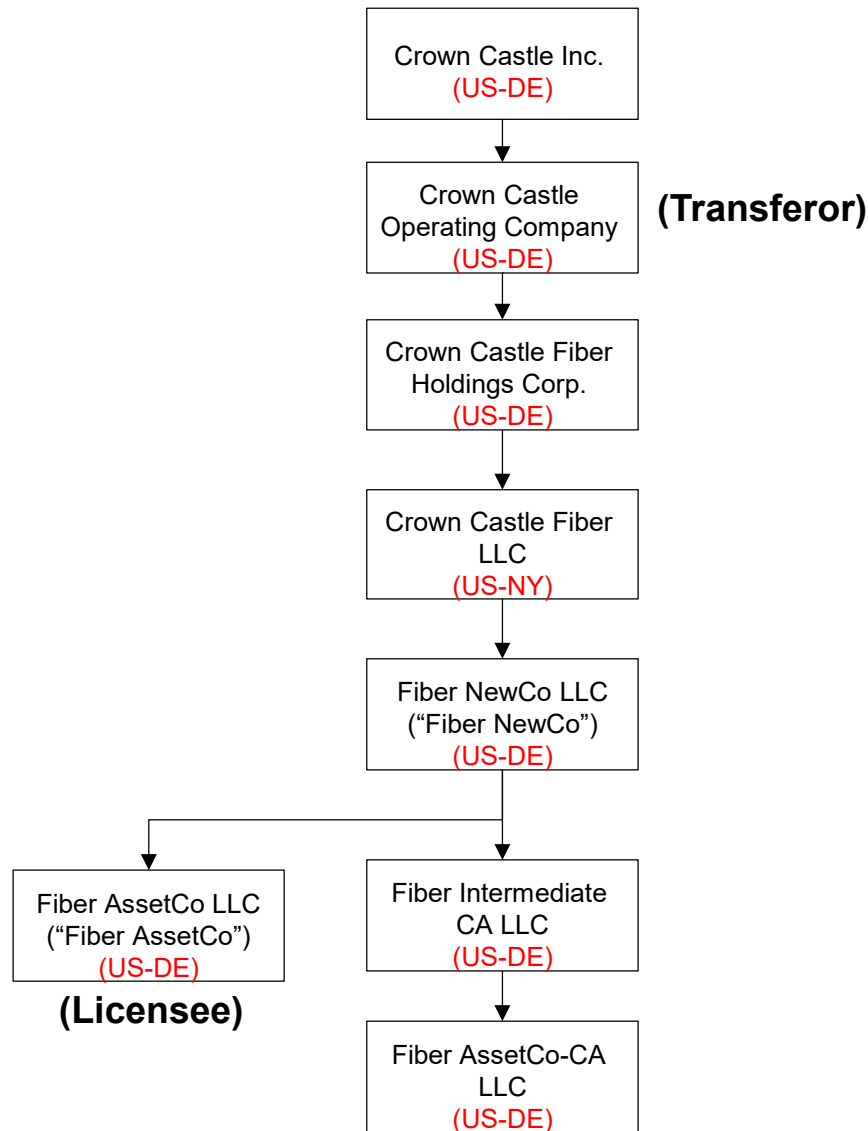 Crown Castle Inc.
(US-DE)
Crown Castle
Operating Company
(US-DE)
(Transferor)
Crown Castle Fiber
Holdings Corp.
(US-DE)
Crown Castle Fiber
LLC
(US-NY)
Fiber NewCo LLC
(“Fiber NewCo”)
(US-DE)
Fiber AssetCo LLC
(“Fiber AssetCo”)
(US-DE)
(Licensee)
Fiber Intermediate
CA LLC
(US-DE)
Fiber AssetCo-CA
LLC
(US-DE)